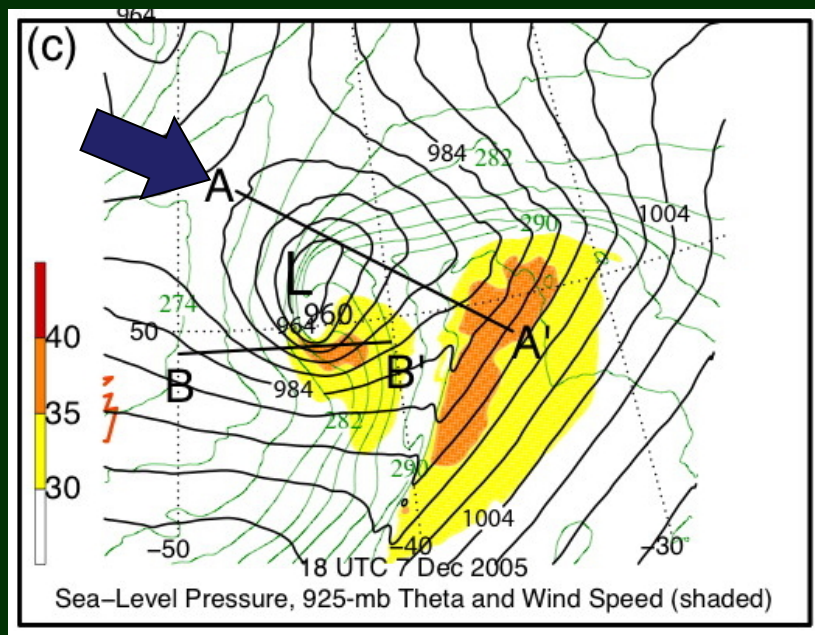 964
(c)
984 282
A
1004
290
L
274
960
50 964
40 A'
B B'
984
35
282
290
30
1004
−50 −40 −30
18 UTC 7 Dec 2005
Sea−Level Pressure, 925-mb Theta and Wind Speed (shaded)